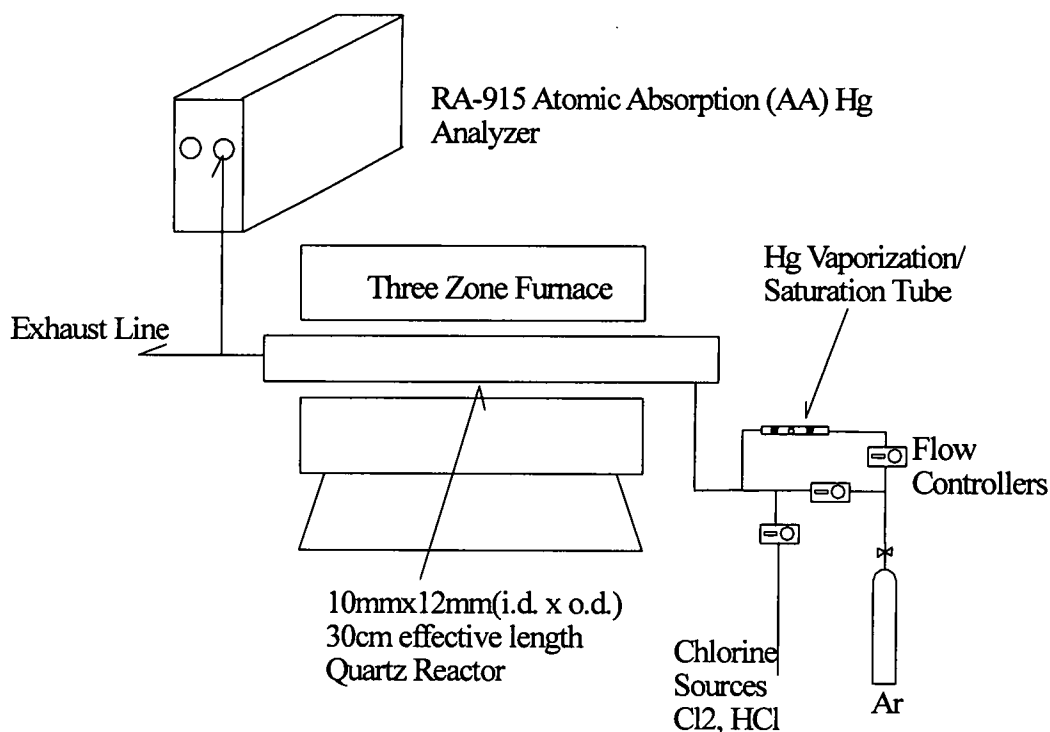 RA-915 Atomic Absorption (AA) Hg
Analyzer
Hg Vaporization/
Saturation Tube
Three Zone Furnace
Exhaust Line
Flow
Controllers
10mmx12mm(i.d. x o.d.)
30cm effective length
Quartz Reactor
Chlorine
Sources
Cl2, HCl
Ar